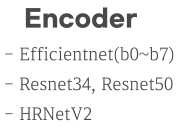 Encoder
- Efficientnet(b0~b7)
- Resnet34, Resnet50
- HRNetV2